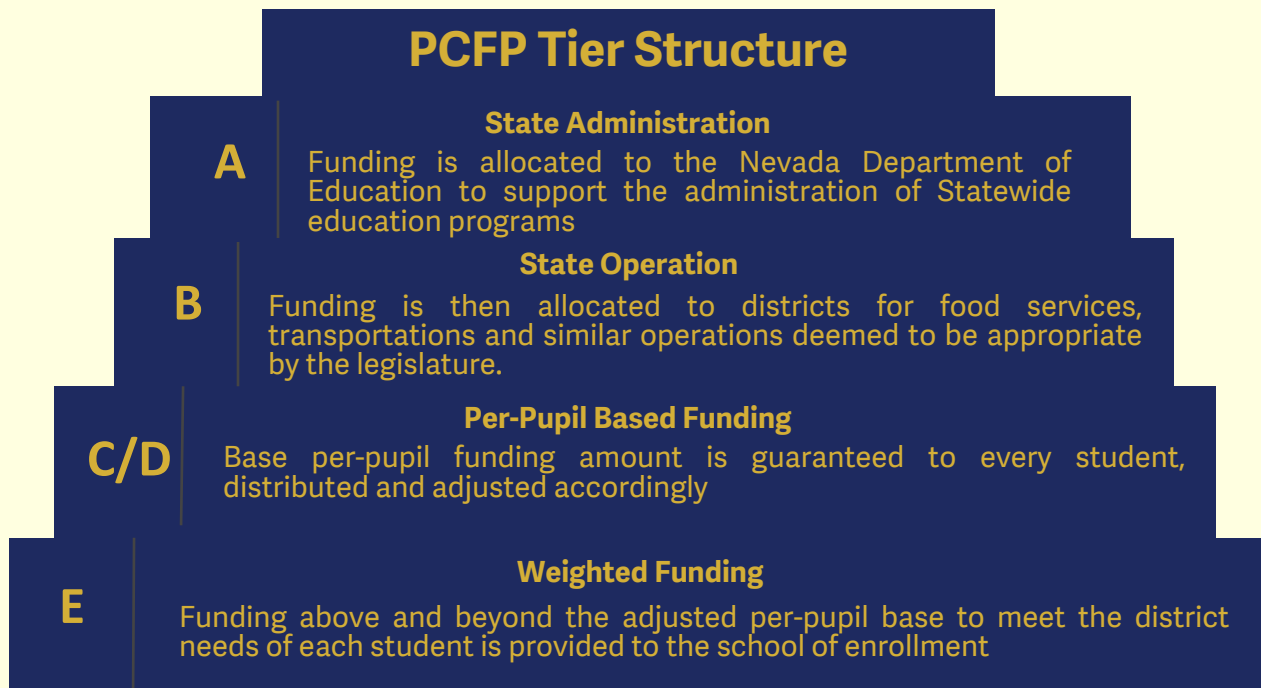 PCFP Tier Structure
State Administration
A
Funding is allocated to the Nevada Department of
Education to support the administration of Statewide
education programs
State Operation
B
Funding is then allocated to districts for food services,
transportations and similar operations deemed to be appropriate
by the legislature.
Per-Pupil Based Funding
C/D
Base per-pupil funding amount is guaranteed to every student,
distributed and adjusted accordingly
Weighted Funding
E
Funding above and beyond the adjusted per-pupil base to meet the district
needs of each student is provided to the school of enrollment